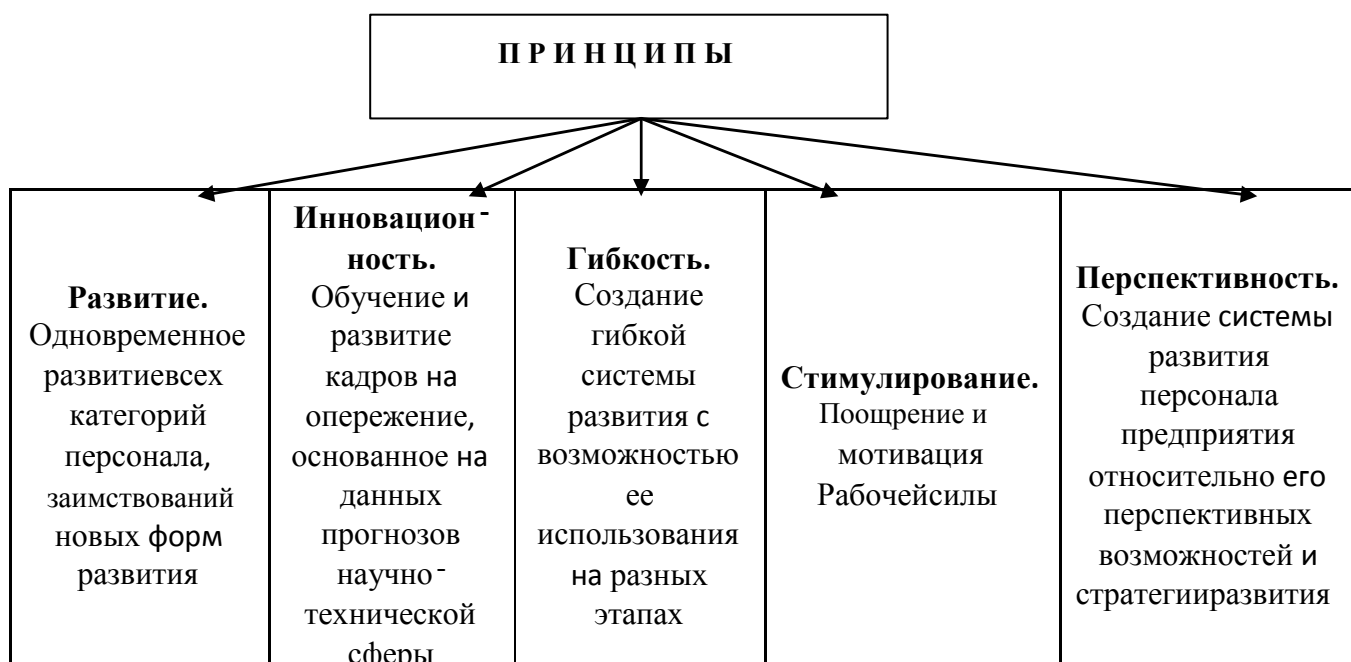 П Р И Н Ц И П Ы
Развитие.
Одновременное
развитиевсех
категорий
персонала,
заимствований
новых форм
развития
Инновацион-
ность.
Обучение и
развитие
кадров на
опережение,
основанное на
данных
прогнозов
научно-
технической
сферы
Гибкость.
Создание
гибкой
системы
развития с
возможностью
ее
использования
на разных
этапах
Стимулирование.
Поощрение и
мотивация
Рабочейсилы
Перспективность.
Создание системы
развития
персонала
предприятия
относительно его
перспективных
возможностей и
стратегииразвития